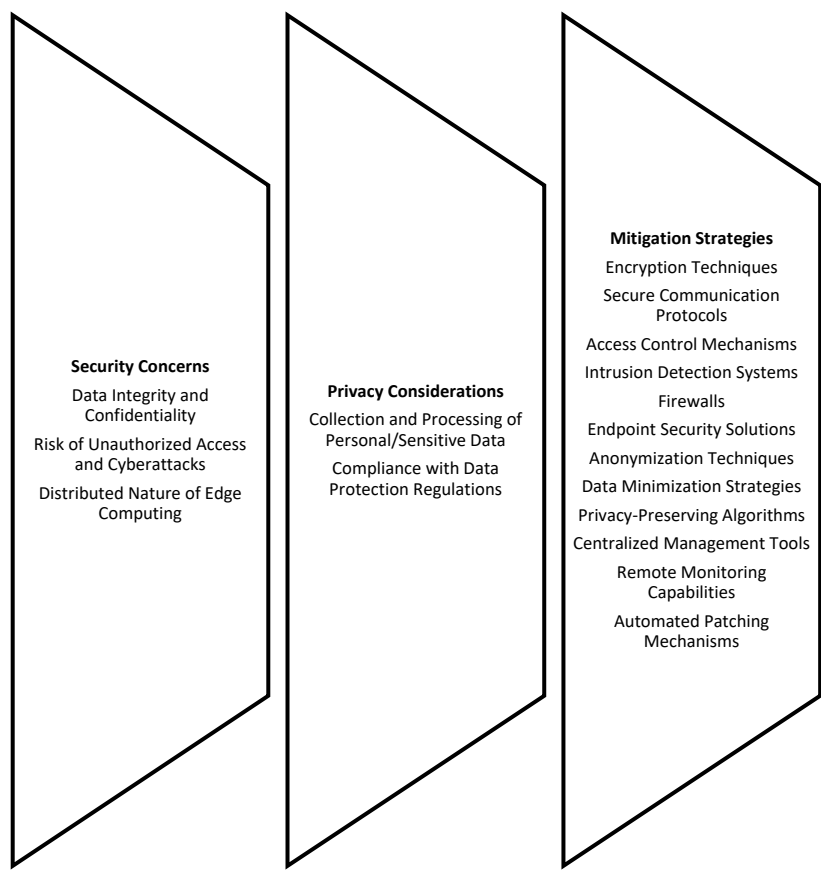 Security Concerns
Data Integrity and
Confidentiality
Risk of Unauthorized Access
and Cyberattacks
Distributed Nature of Edge
Computing
Privacy Considerations
Collection and Processing of
Personal/Sensitive Data
Compliance with Data
Protection Regulations
Mitigation Strategies
Encryption Techniques
Secure Communication
Protocols
Access Control Mechanisms
Intrusion Detection Systems
Firewalls
Endpoint Security Solutions
Anonymization Techniques
Data Minimization Strategies
Privacy-Preserving Algorithms
Centralized Management Tools
Remote Monitoring
Capabilities
Automated Patching
Mechanisms